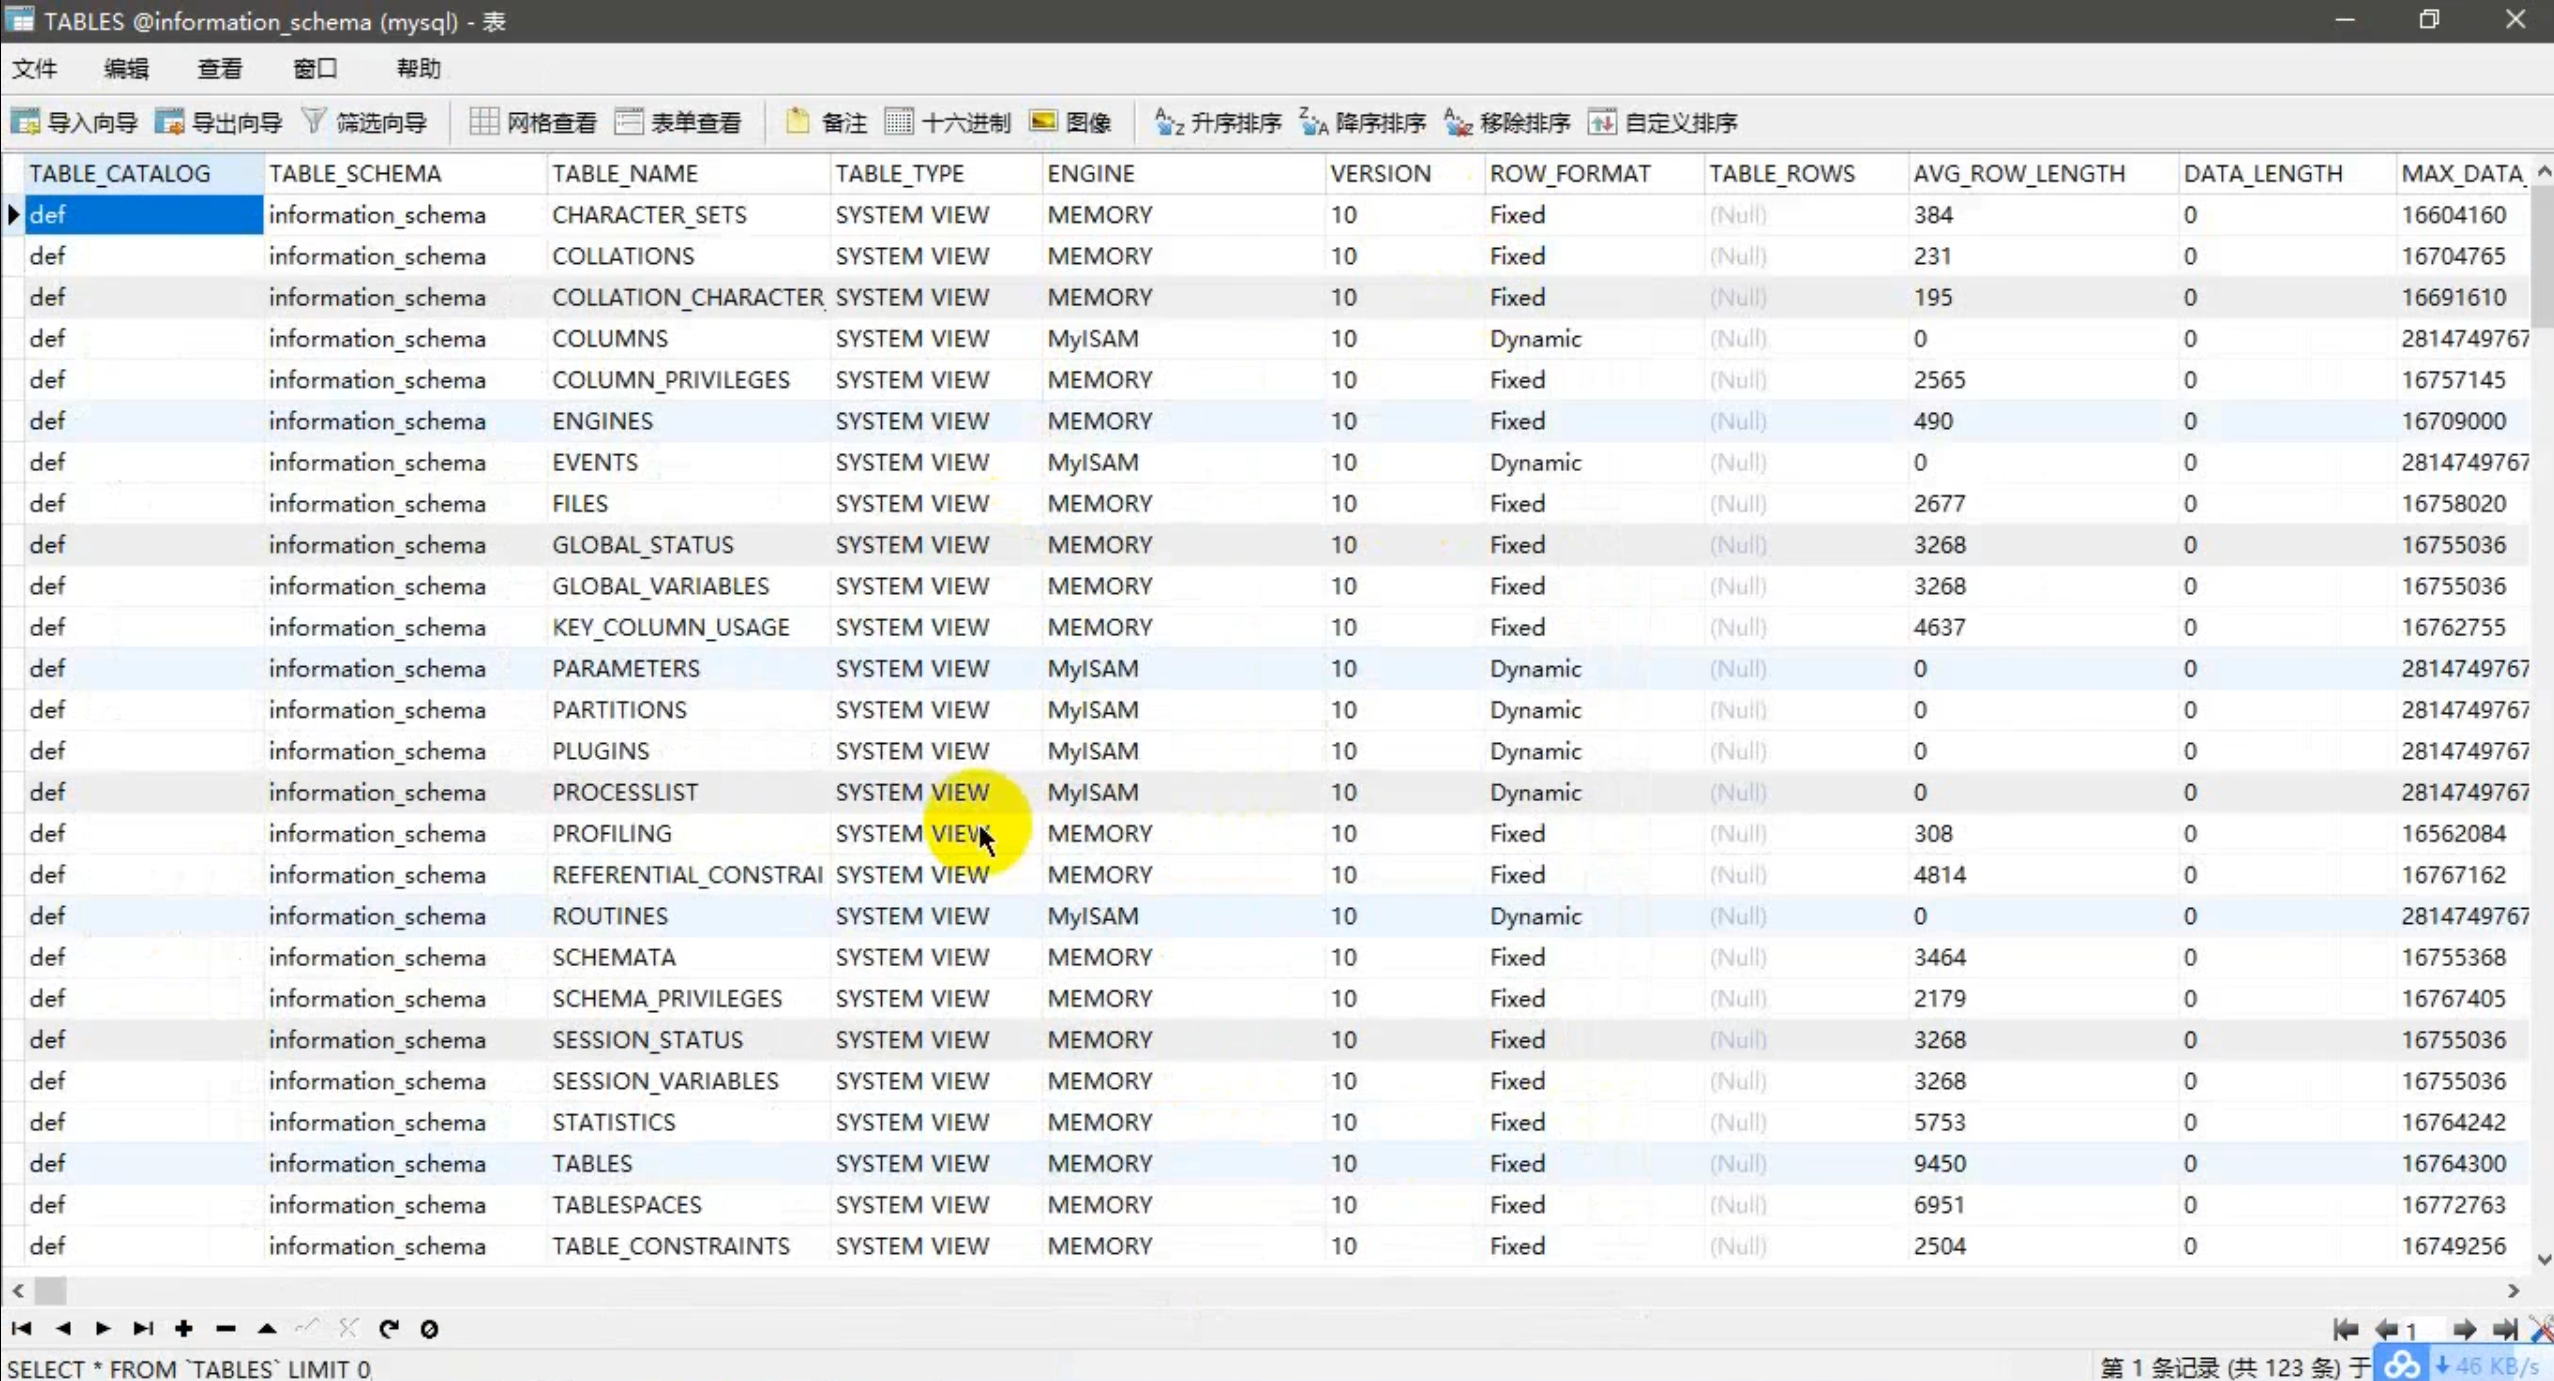 TABLES @information_schema (mysql) - 表
文件 编辑 查看 窗口 帮助
导入向导 导出向导 筛选向导 网格查看 表单查看 备注 十六进制 图像 升序排序 降序排序 移除排序 自定义排序
TABLE_CATALOG TABLE_SCHEMA TABLE_NAME TABLE_TYPE ENGINE VERSION ROW_FORMAT TABLE_ROWS AVG_ROW_LENGTH DATA_LENGTH MAX_DATA_
def information_schema CHARACTER_SETS SYSTEM VIEW MEMORY 10 Fixed (Null) 384 0 16604160
def information_schema COLLATIONS SYSTEM VIEW MEMORY 10 Fixed (Null) 231 0 16704765
def information_schema COLLATION_CHARACTER_ SYSTEM VIEW MEMORY 10 Fixed (Null) 195 0 16691610
def information_schema COLUMNS SYSTEM VIEW MyISAM 10 Dynamic (Null) 0 0 2814749767
def information_schema COLUMN_PRIVILEGES SYSTEM VIEW MEMORY 10 Fixed (Null) 2565 0 16757145
def information_schema ENGINES SYSTEM VIEW MEMORY 10 Fixed (Null) 490 0 16709000
def information_schema EVENTS SYSTEM VIEW MyISAM 10 Dynamic (Null) 0 0 2814749767
def information_schema FILES SYSTEM VIEW MEMORY 10 Fixed (Null) 2677 0 16758020
def information_schema GLOBAL_STATUS SYSTEM VIEW MEMORY 10 Fixed (Null) 3268 0 16755036
def information_schema GLOBAL_VARIABLES SYSTEM VIEW MEMORY 10 Fixed (Null) 3268 0 16755036
def information_schema KEY_COLUMN_USAGE SYSTEM VIEW MEMORY 10 Fixed (Null) 4637 0 16762755
def information_schema PARAMETERS SYSTEM VIEW MyISAM 10 Dynamic (Null) 0 0 2814749767
def information_schema PARTITIONS SYSTEM VIEW MyISAM 10 Dynamic (Null) 0 0 2814749767
def information_schema PLUGINS SYSTEM VIEW MyISAM 10 Dynamic (Null) 0 0 2814749767
def information_schema PROCESSLIST SYSTEM VIEW MyISAM 10 Dynamic (Null) 0 0 2814749767
def information_schema PROFILING SYSTEM VIEW MEMORY 10 Fixed (Null) 308 0 16562084
def information_schema REFERENTIAL_CONSTRAI SYSTEM VIEW MEMORY 10 Fixed (Null) 4814 0 16767162
def information_schema ROUTINES SYSTEM VIEW MyISAM 10 Dynamic (Null) 0 0 2814749767
def information_schema SCHEMATA SYSTEM VIEW MEMORY 10 Fixed (Null) 3464 0 16755368
def information_schema SCHEMA_PRIVILEGES SYSTEM VIEW MEMORY 10 Fixed (Null) 2179 0 16767405
def information_schema SESSION_STATUS SYSTEM VIEW MEMORY 10 Fixed (Null) 3268 0 16755036
def information_schema SESSION_VARIABLES SYSTEM VIEW MEMORY 10 Fixed (Null) 3268 0 16755036
def information_schema STATISTICS SYSTEM VIEW MEMORY 10 Fixed (Null) 5753 0 16764242
def information_schema TABLES SYSTEM VIEW MEMORY 10 Fixed (Null) 9450 0 16764300
def information_schema TABLESPACES SYSTEM VIEW MEMORY 10 Fixed (Null) 6951 0 16772763
def information_schema TABLE_CONSTRAINTS SYSTEM VIEW MEMORY 10 Fixed (Null) 2504 0 16749256
1
SELECT * FROM `TABLES` LIMIT 0, 第 1 条记录 (共 123 条) 于 46 KB/s